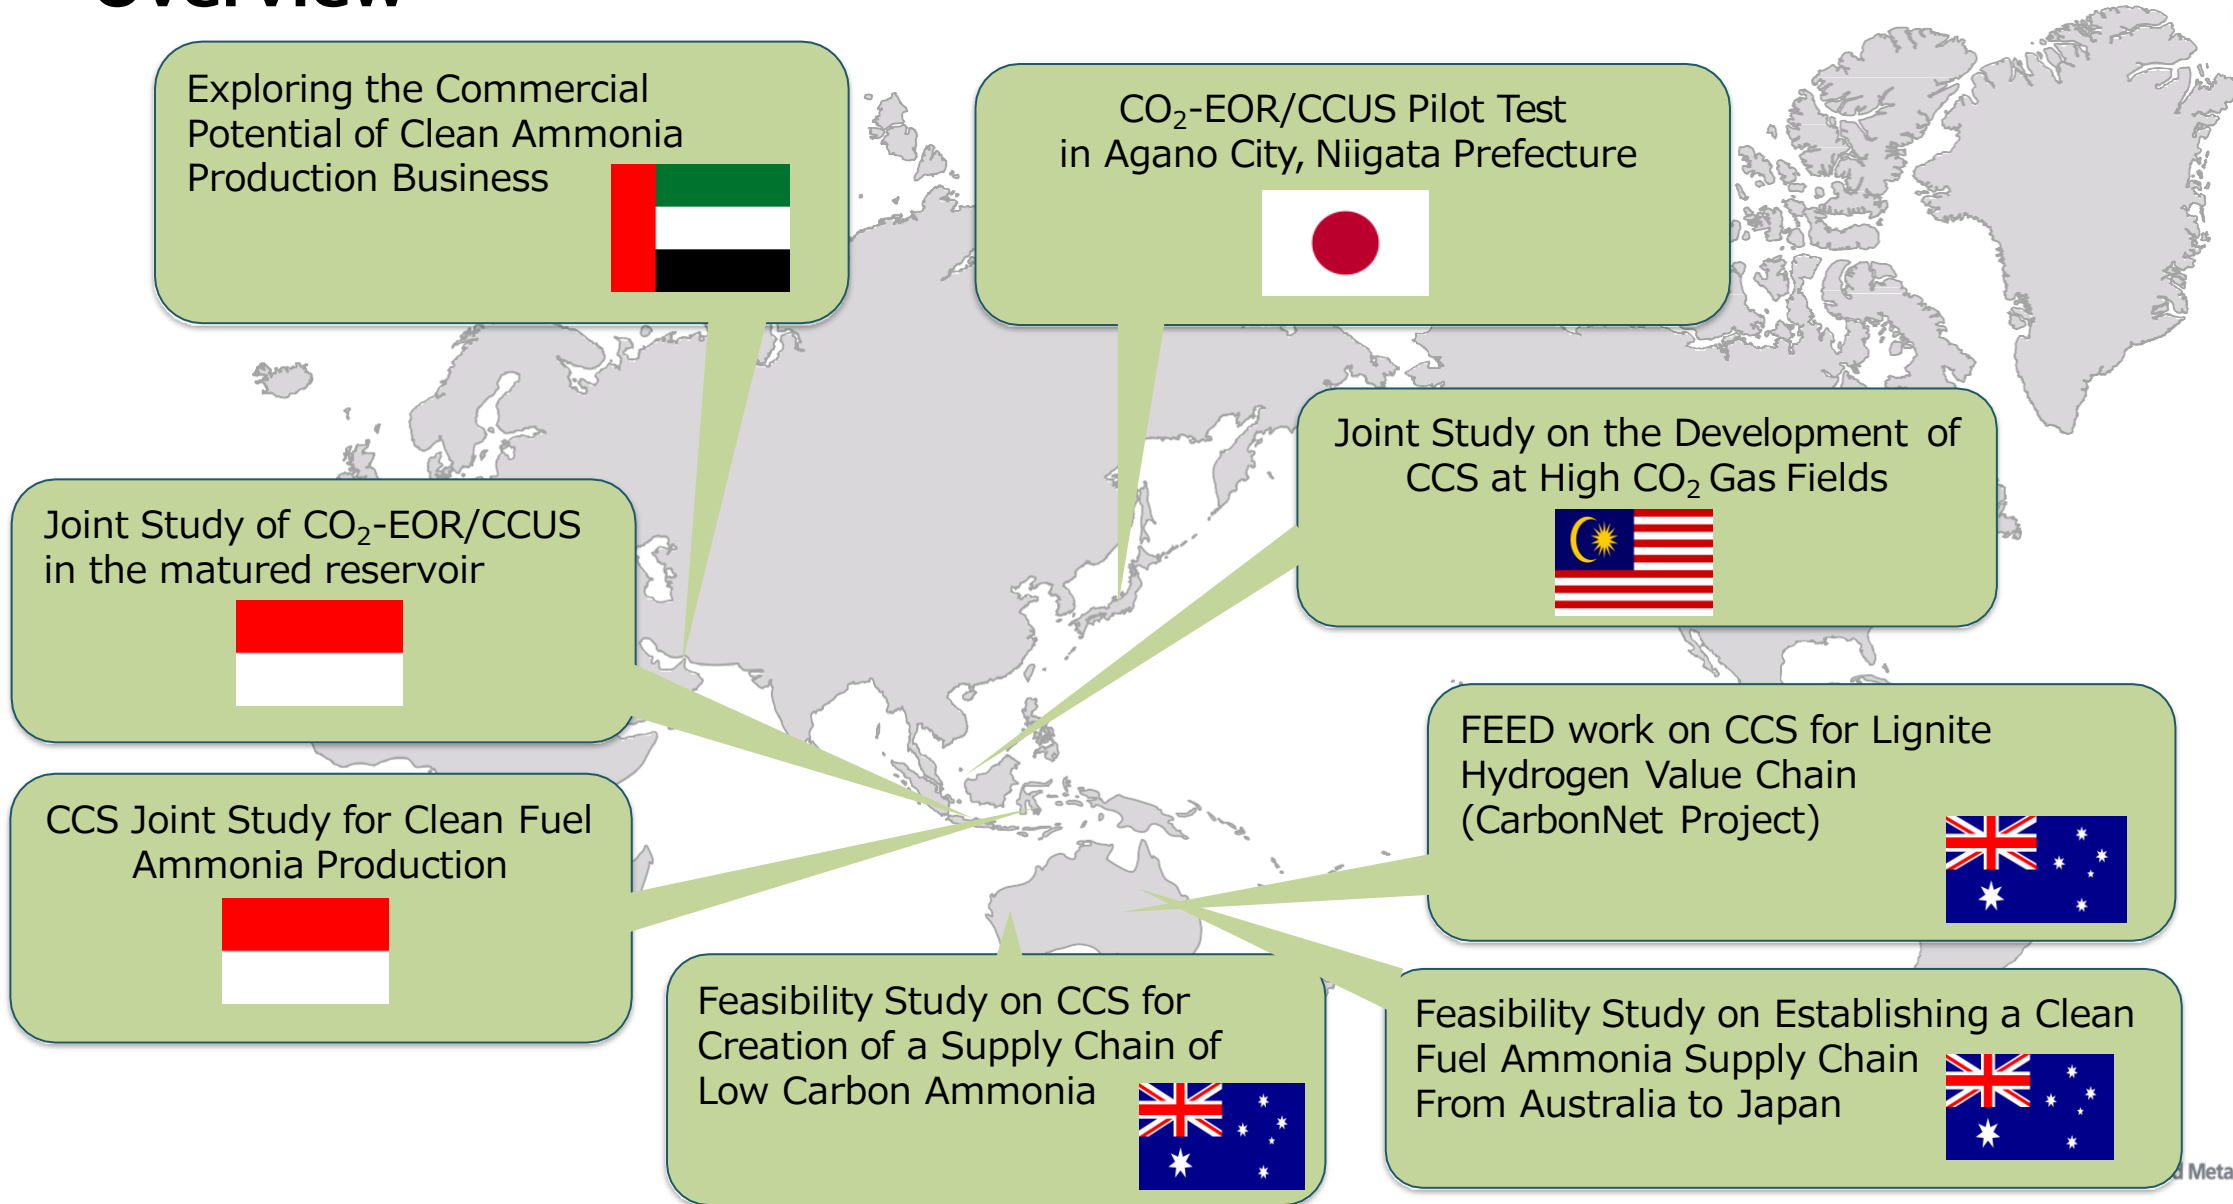 Overview
Exploring the Commercial
Potential of Clean Ammonia
Production Business
CO₂-EOR/CCUS Pilot Test
in Agano City, Niigata Prefecture
Joint Study on the Development of
CCS at High CO₂ Gas Fields
Joint Study of CO₂-EOR/CCUS
in the matured reservoir
FEED work on CCS for Lignite
Hydrogen Value Chain
(CarbonNet Project)
CCS Joint Study for Clean Fuel
Ammonia Production
Feasibility Study on CCS for
Creation of a Supply Chain of
Low Carbon Ammonia
Feasibility Study on Establishing a Clean
Fuel Ammonia Supply Chain
From Australia to Japan